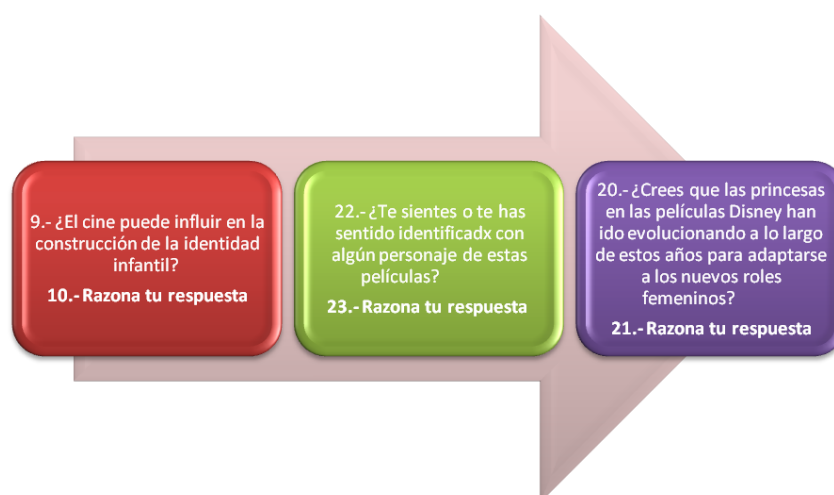 9.- ¿El cine puede influir en la
construcción de la identidad
infantil?
10.- Razona tu respuesta
22.- ¿Te sientes o te has
sentido identificadx con
algún personaje de estas
películas?
23.- Razona tu respuesta
20.- ¿Crees que las princesas
en las películas Disney han
ido evolucionando a lo largo
de estos años para adaptarse
a los nuevos roles
femeninos?
21.- Razona tu respuesta